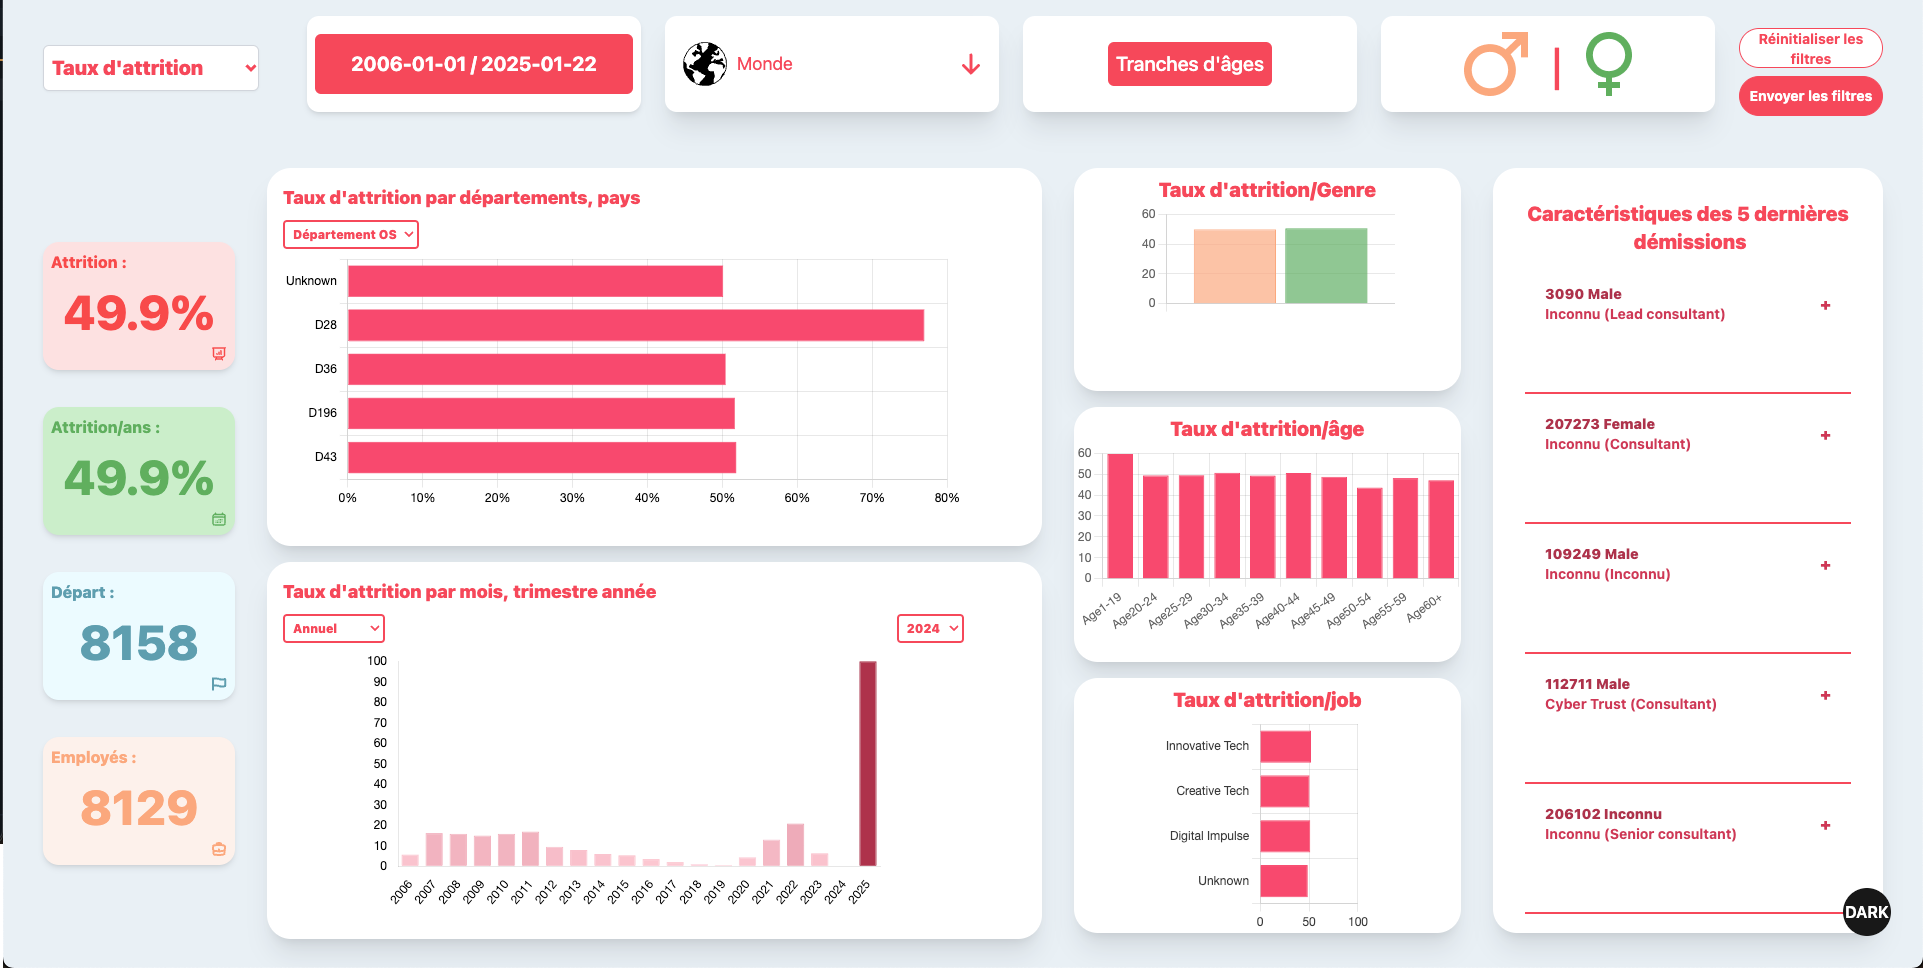 Taux d'attrition
2006-01-01 / 2025-01-22
Monde
Tranches d'âges
Réinitialiser les
filtres
Envoyer les filtres
Attrition :
49.9%
Attrition/ans :
49.9%
Départ :
8158
Employés :
8129
Taux d'attrition par départements, pays
Département OS
Unknown
D28
D36
D196
D43
0% 10% 20% 30% 40% 50% 60% 70% 80%
Taux d'attrition par mois, trimestre année
Annuel
2024
100
90
80
70
60
50
40
30
20
10
0
2006 2007 2008 2009 2010 2011 2012 2013 2014 2015 2016 2017 2018 2019 2020 2021 2022 2023 2024 2025
Taux d'attrition/Genre
60
40
20
0
Taux d'attrition/âge
60
50
40
30
20
10
0
Age1-19 Age20-24 Age25-29 Age30-34 Age35-39 Age40-44 Age45-49 Age50-54 Age55-59 Age60+
Taux d'attrition/job
Innovative Tech
Creative Tech
Digital Impulse
Unknown
0 50 100
Caractéristiques des 5 dernières
démissions
3090 Male
Inconnu (Lead consultant)
+
207273 Female
Inconnu (Consultant)
+
109249 Male
Inconnu (Inconnu)
+
112711 Male
Cyber Trust (Consultant)
+
206102 Inconnu
Inconnu (Senior consultant)
+
DARK